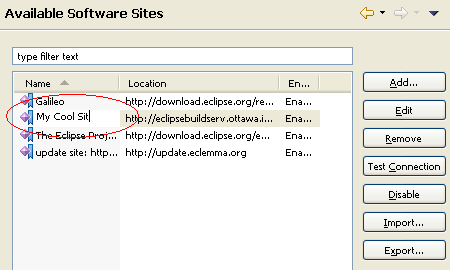 Available Software Sites
type filter text
Name Location En...
Galileo http://download.eclipse.org/re... Ena...
My Cool Sit http://eclipsebuildserv.ottawa.i... Ena...
The Eclipse Proj... http://download.eclipse.org/e... Ena...
update site: http... http://update.eclemma.org Ena...
Add...
Edit
Remove
Test Connection
Disable
Import...
Export...